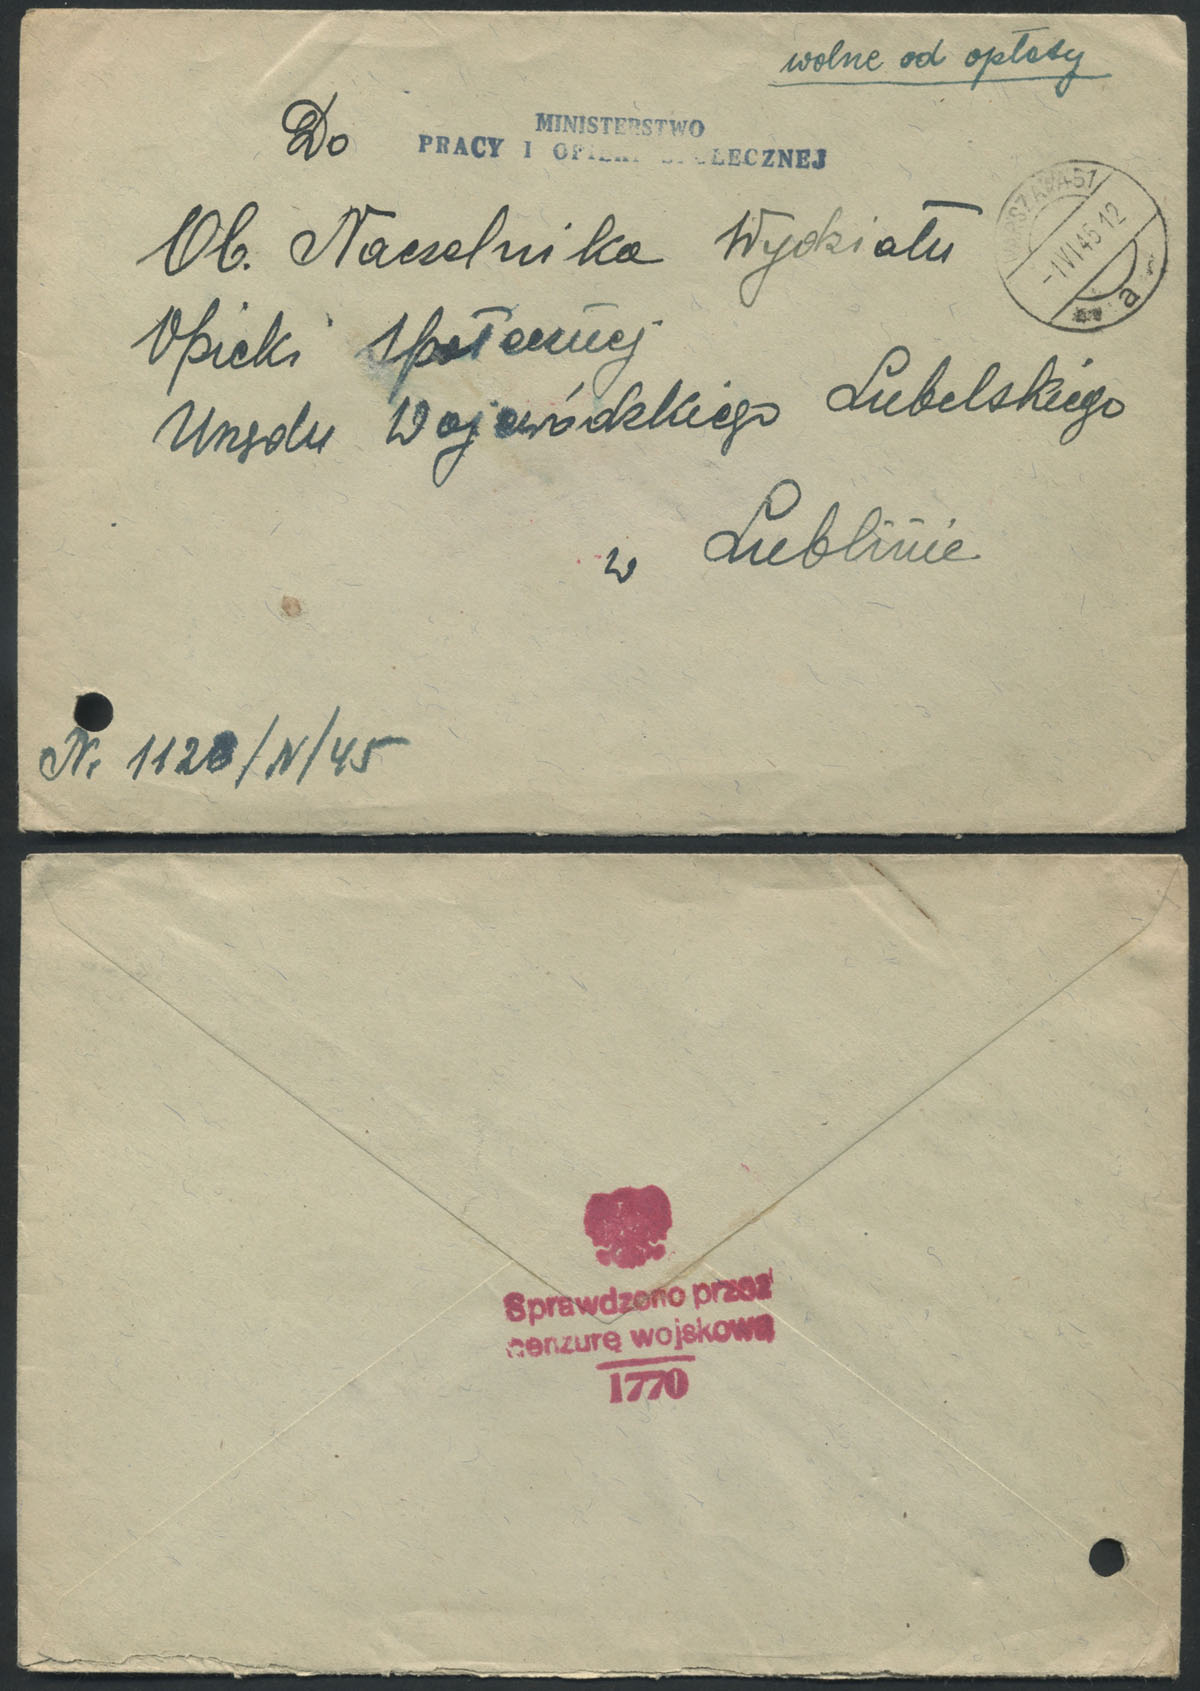 wolne od opłaty
Do
MINISTERSTWO
PRACY I OPIEKI SPOŁECZNEJ
WARSZAWA 51
-1 VI 45 12
a
Ob. Naczelnika Wydziału
Opieki Społecznej
Urzędu Wojewódzkiego Lubelskiego
w Lublinie
Nr 1128/N/45
Sprawdzono przez
cenzurę wojskową
1770